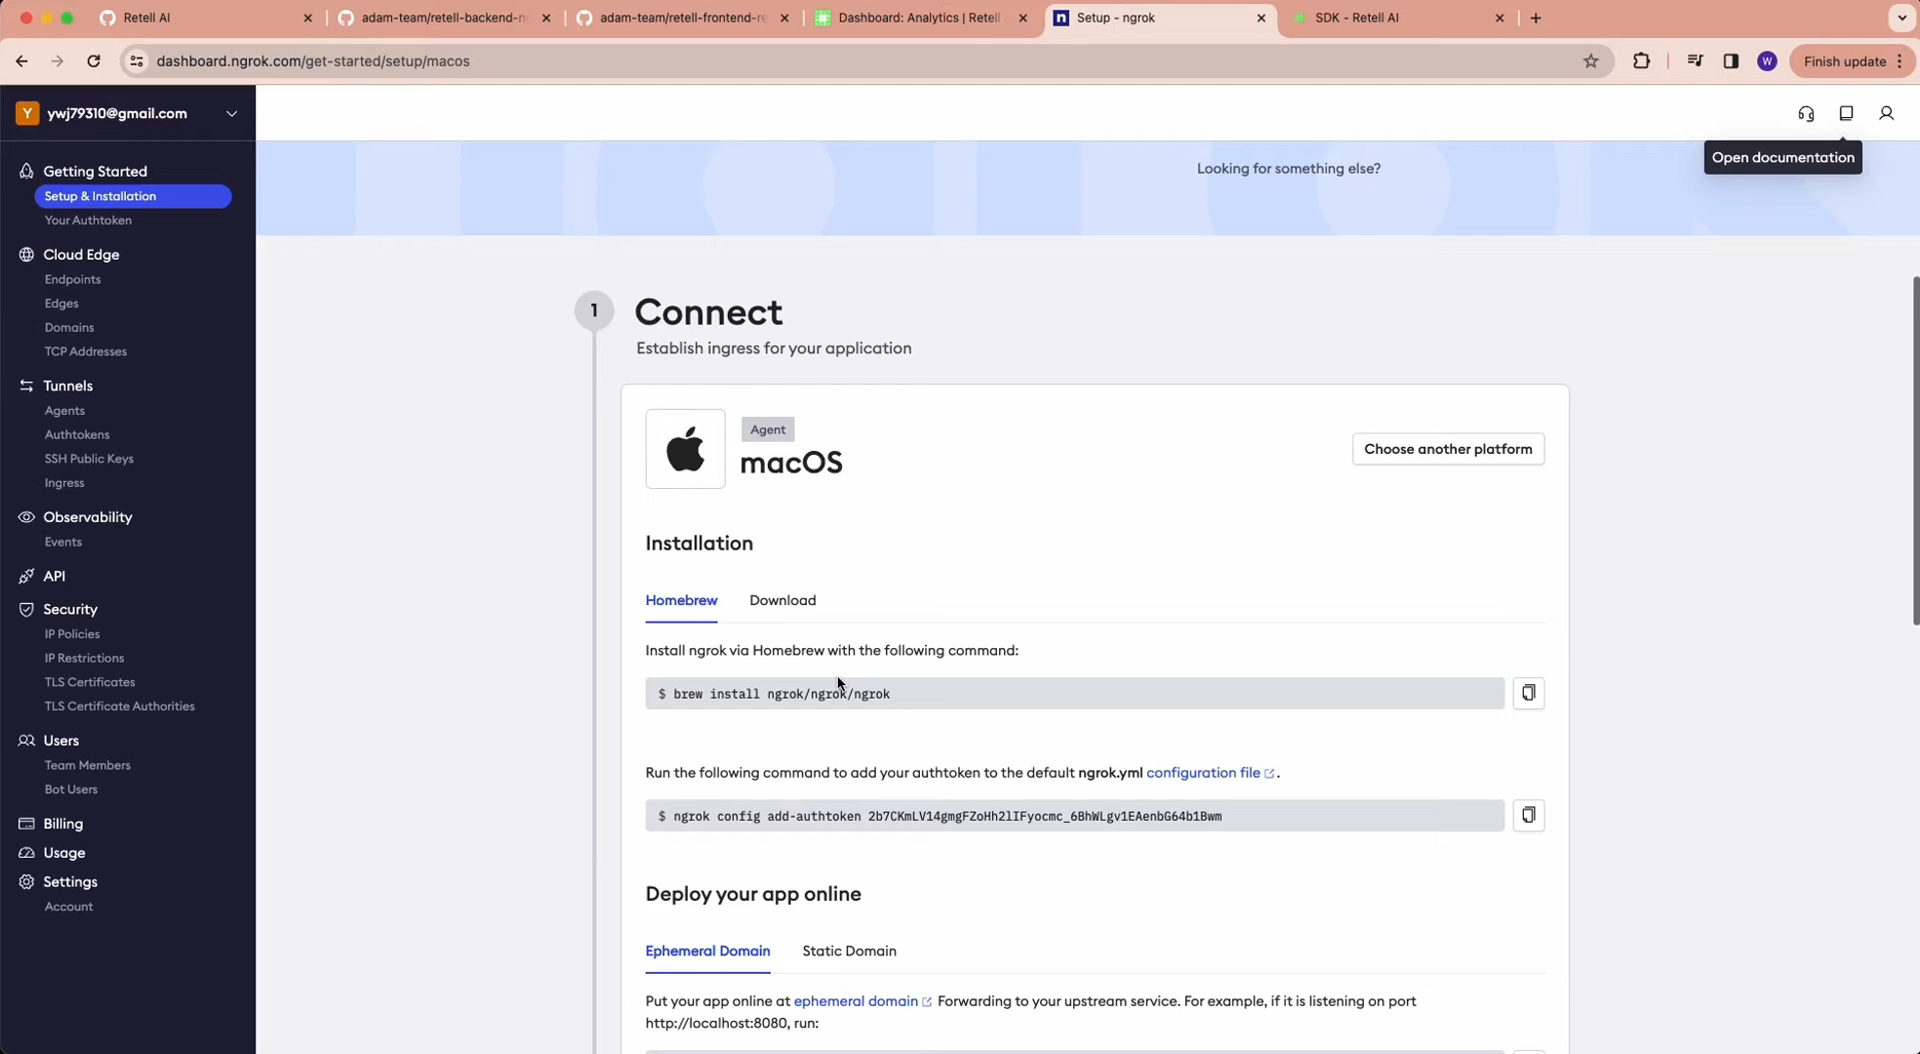 Retell AI
adam-team/retell-backend-n
adam-team/retell-frontend-re
Dashboard: Analytics | Retell
Setup - ngrok
SDK - Retell AI
dashboard.ngrok.com/get-started/setup/macos
W
Finish update
Y
ywj79310@gmail.com
Getting Started
Setup & Installation
Your Authtoken
Cloud Edge
Endpoints
Edges
Domains
TCP Addresses
Tunnels
Agents
Authtokens
SSH Public Keys
Ingress
Observability
Events
API
Security
IP Policies
IP Restrictions
TLS Certificates
TLS Certificate Authorities
Users
Team Members
Bot Users
Billing
Usage
Settings
Account
Looking for something else?
Open documentation
1
Connect
Establish ingress for your application
Agent
macOS
Choose another platform
Installation
Homebrew
Download
Install ngrok via Homebrew with the following command:
$ brew install ngrok/ngrok/ngrok
Run the following command to add your authtoken to the default ngrok.yml configuration file.
$ ngrok config add-authtoken 2b7CKmLV14gmgFZoHh2lIFyocmc_6BhWLgv1EAenbG64b1Bwm
Deploy your app online
Ephemeral Domain
Static Domain
Put your app online at ephemeral domain Forwarding to your upstream service. For example, if it is listening on port
http://localhost:8080, run: